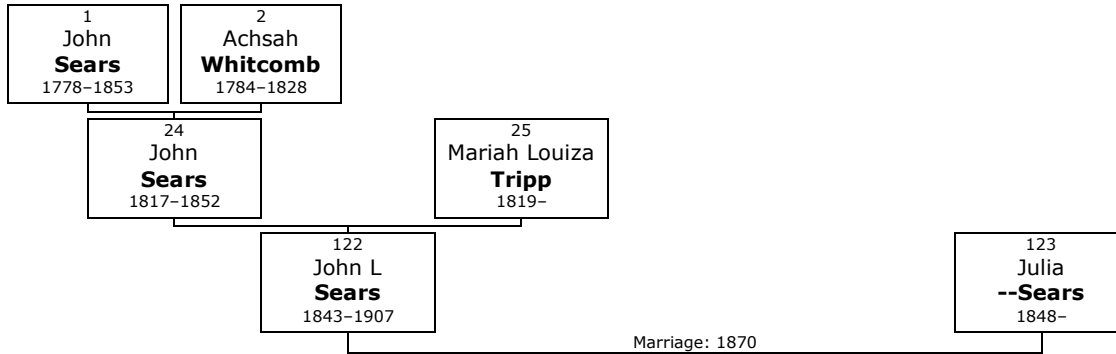 1
John
Sears
1778–1853
2
Achsah
Whitcomb
1784–1828
24
John
Sears
1817–1852
25
Mariah Louiza
Tripp
1819–
122
John L
Sears
1843–1907
123
Julia
--Sears
1848–
Marriage: 1870